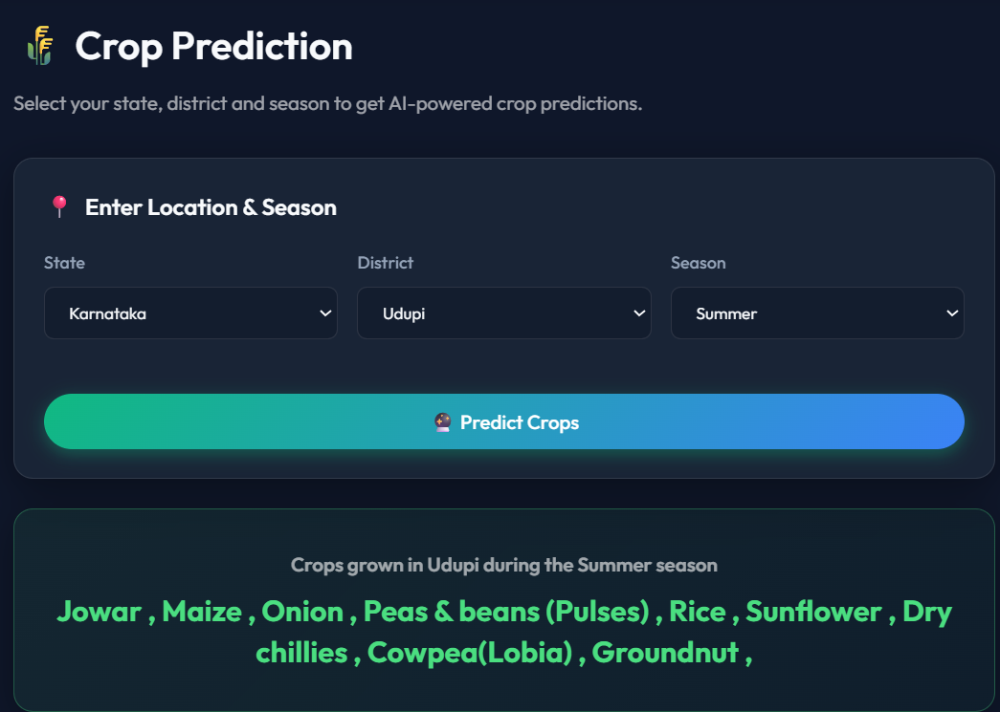 Crop Prediction
Select your state, district and season to get AI-powered crop predictions.
Enter Location & Season
State
District
Season
Karnataka
Udupi
Summer
Predict Crops
Crops grown in Udupi during the Summer season
Jowar , Maize , Onion , Peas & beans (Pulses) , Rice , Sunflower , Dry
chillies , Cowpea(Lobia) , Groundnut ,